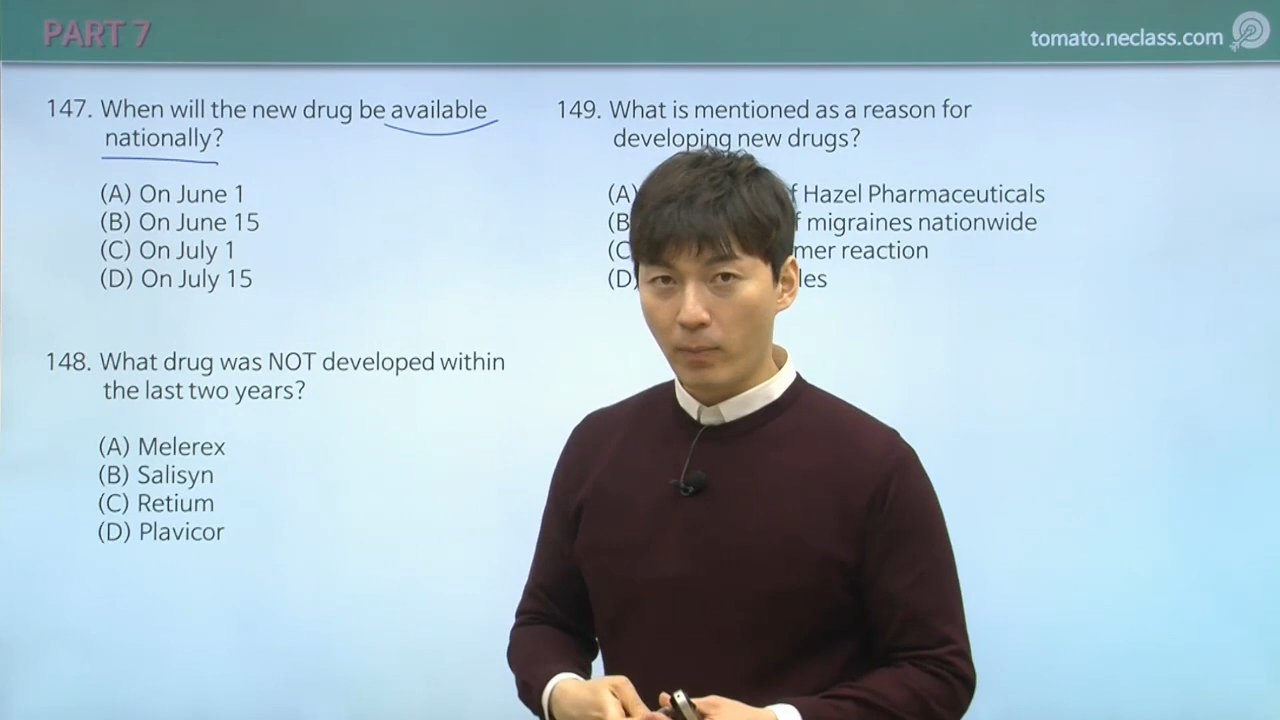 PART 7
tomato.neclass.com
147. When will the new drug be available
nationally?
(A) On June 1
(B) On June 15
(C) On July 1
(D) On July 15
148. What drug was NOT developed within
the last two years?
(A) Melerex
(B) Salisyn
(C) Retium
(D) Plavicor
149. What is mentioned as a reason for
developing new drugs?
(A) Hazel Pharmaceuticals
(B migraines nationwide
(C reaction
(D)